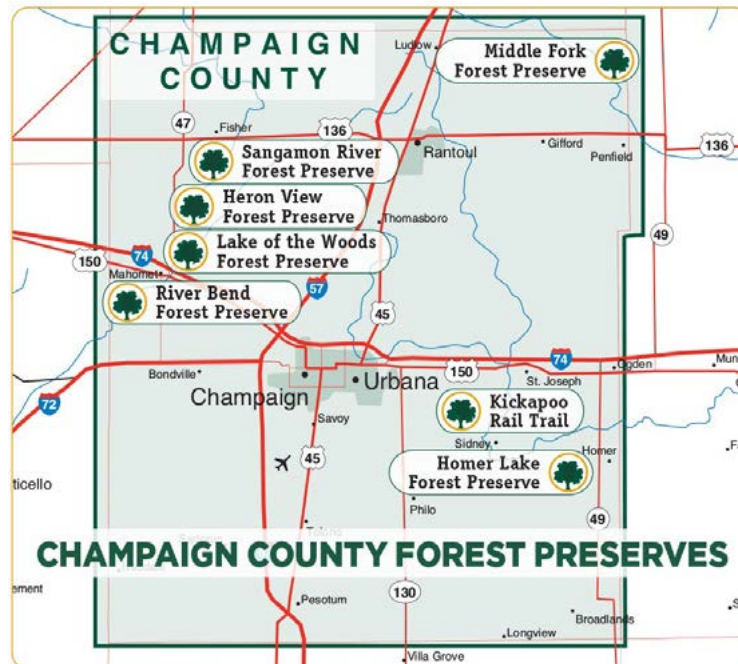 CHAMPAIGN
COUNTY
Ludlow
Middle Fork
Forest Preserve
47
Fisher
136
Rantoul
Gifford
Penfield
136
Sangamon River
Forest Preserve
Heron View
Forest Preserve
Thomasboro
49
Lake of the Woods
Forest Preserve
150
74
Mahomet
57
River Bend
Forest Preserve
45
74
Bondville
Champaign
Urbana
150
St. Joseph
Ogden
72
Savoy
Kickapoo
Rail Trail
Sidney
Homer
45
Homer Lake
Forest Preserve
ticello
Philo
49
Tolono
CHAMPAIGN COUNTY FOREST PRESERVES
ement
Pesotum
130
Broadlands
Longview
Villa Grove